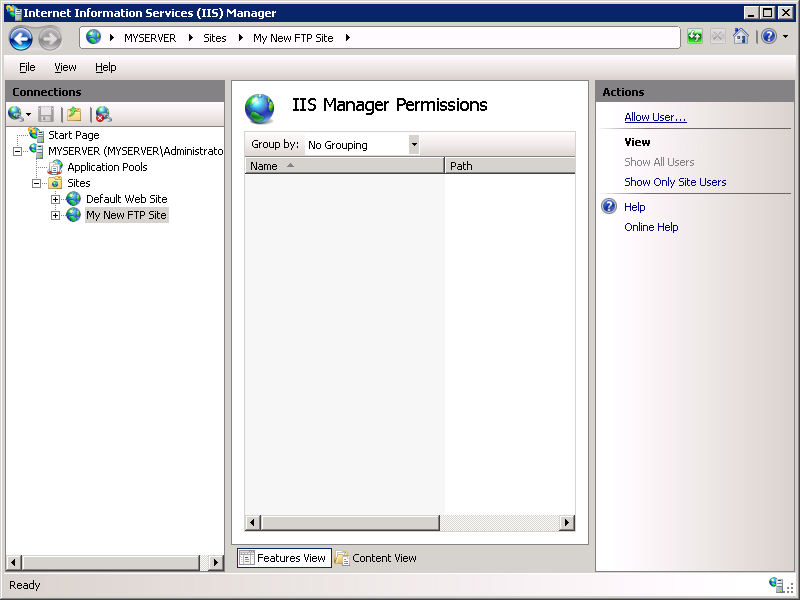 Internet Information Services (IIS) Manager
MYSERVER Sites My New FTP Site
File View Help
Connections
Start Page
MYSERVER (MYSERVER\Administrato
Application Pools
Sites
Default Web Site
My New FTP Site
IIS Manager Permissions
Group by: No Grouping
Name Path
Features View Content View
Actions
Allow User...
View
Show All Users
Show Only Site Users
Help
Online Help
Ready